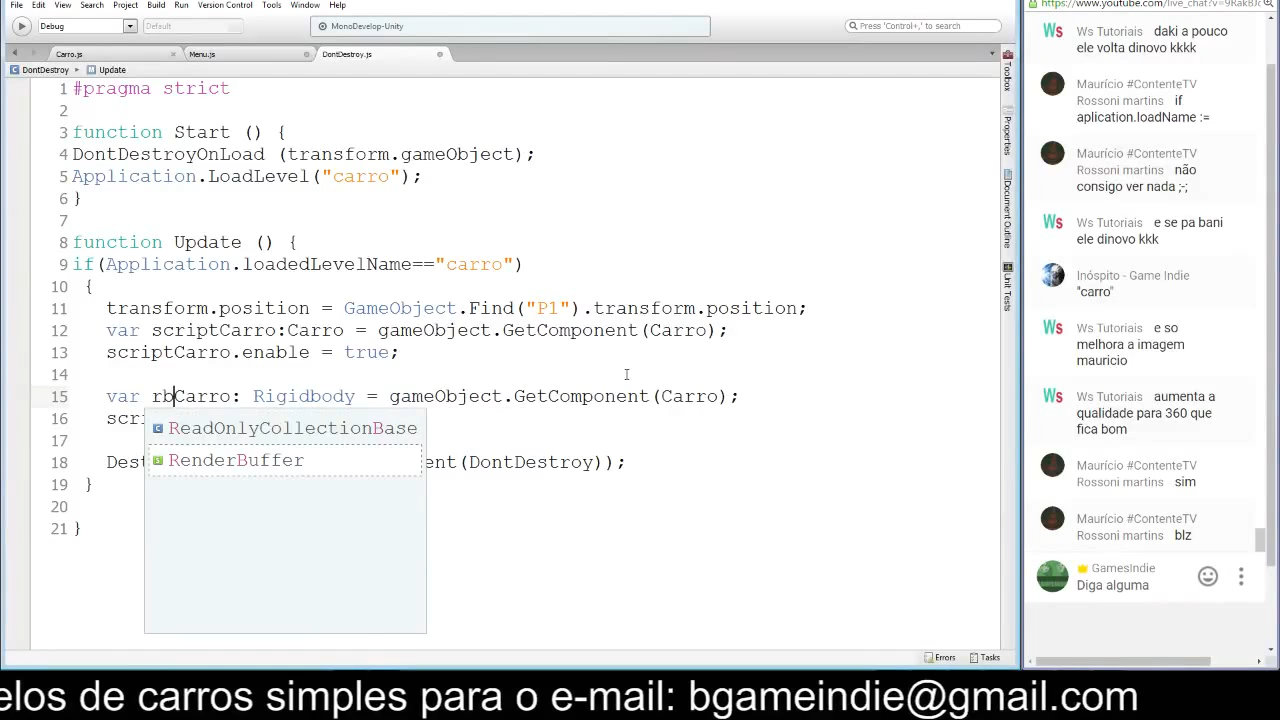 File Edit View Search Project Build Run Version Control Tools Window Help
https://www.youtube.com/live_chat?v=9RakBJ
Debug
Default
MonoDevelop-Unity
Press 'Control+,' to search
Carro.js
Menu.js
DontDestroy.js
DontDestroy
Update
1 #pragma strict
2
3 function Start () {
4 DontDestroyOnLoad (transform.gameObject);
5 Application.LoadLevel("carro");
6 }
7
8 function Update () {
9 if(Application.loadedLevelName=="carro")
10 {
11 transform.position = GameObject.Find("P1").transform.position;
12 var scriptCarro:Carro = gameObject.GetComponent(Carro);
13 scriptCarro.enable = true;
14
15 var rbCarro: Rigidbody = gameObject.GetComponent(Carro);
16 scr
17
18 Des ent(DontDestroy));
19 }
20
21 }
ReadOnlyCollectionBase
RenderBuffer
Toolbox
Properties
Document Outline
Unit Tests
Errors
Tasks
Ws Ws Tutoriais daki a pouco
ele volta dinovo kkkk
Maurício #ContenteTV
Rossoni martins if
aplication.loadName :=
Maurício #ContenteTV
Rossoni martins não
consigo ver nada ;-;
Ws Ws Tutoriais e se pa bani
ele dinovo kkk
Inóspito - Game Indie
"carro"
Ws Ws Tutoriais e so
melhora a imagem
mauricio
Ws Ws Tutoriais aumenta a
qualidade para 360 que
fica bom
Maurício #ContenteTV
Rossoni martins sim
Maurício #ContenteTV
Rossoni martins blz
GamesIndie
Diga alguma
elos de carros simples para o e-mail: bgameindie@gmail.com